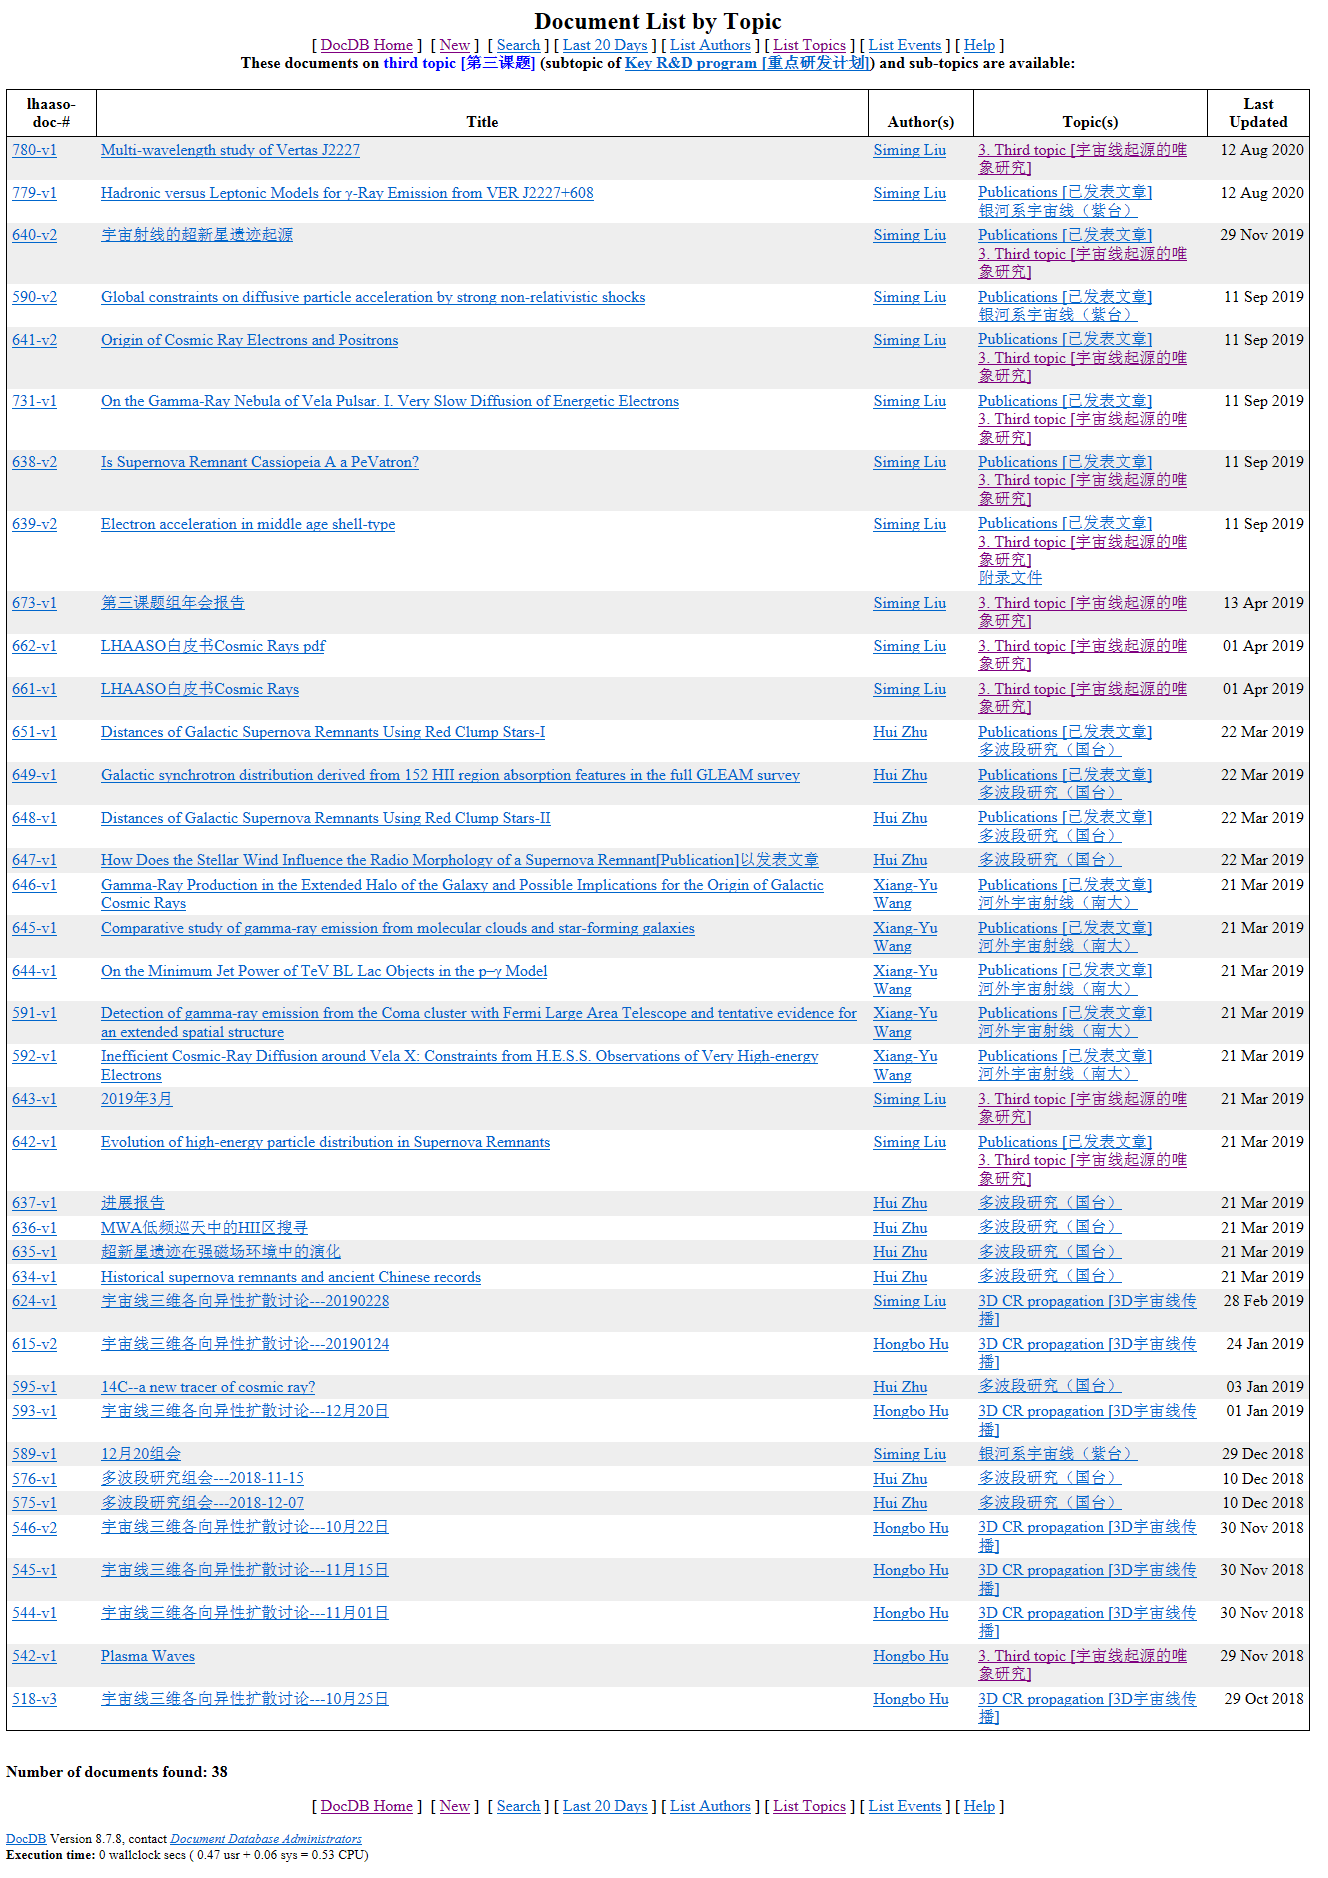 Document List by Topic
[ DocDB Home ]  [ New ]  [ Search ] [ Last 20 Days ] [ List Authors ] [ List Topics ] [ List Events ] [ Help ]
These documents on third topic [第三课题] (subtopic of Key R&D program [重点研发计划]) and sub-topics are available:
lhaaso-doc-# Title Author(s) Topic(s) Last Updated
780-v1 Multi-wavelength study of Vertas J2227 Siming Liu 3. Third topic [宇宙线起源的唯 12 Aug 2020
象研究]
779-v1 Hadronic versus Leptonic Models for γ-Ray Emission from VER J2227+608 Siming Liu Publications [已发表文章] 12 Aug 2020
银河系宇宙线（紫台）
640-v2 宇宙射线的超新星遗迹起源 Siming Liu Publications [已发表文章] 29 Nov 2019
3. Third topic [宇宙线起源的唯
象研究]
590-v2 Global constraints on diffusive particle acceleration by strong non-relativistic shocks Siming Liu Publications [已发表文章] 11 Sep 2019
银河系宇宙线（紫台）
641-v2 Origin of Cosmic Ray Electrons and Positrons Siming Liu Publications [已发表文章] 11 Sep 2019
3. Third topic [宇宙线起源的唯
象研究]
731-v1 On the Gamma-Ray Nebula of Vela Pulsar. I. Very Slow Diffusion of Energetic Electrons Siming Liu Publications [已发表文章] 11 Sep 2019
3. Third topic [宇宙线起源的唯
象研究]
638-v2 Is Supernova Remnant Cassiopeia A a PeVatron? Siming Liu Publications [已发表文章] 11 Sep 2019
3. Third topic [宇宙线起源的唯
象研究]
639-v2 Electron acceleration in middle age shell-type Siming Liu Publications [已发表文章] 11 Sep 2019
3. Third topic [宇宙线起源的唯
象研究]
附录文件
673-v1 第三课题组年会报告 Siming Liu 3. Third topic [宇宙线起源的唯 13 Apr 2019
象研究]
662-v1 LHAASO白皮书Cosmic Rays pdf Siming Liu 3. Third topic [宇宙线起源的唯 01 Apr 2019
象研究]
661-v1 LHAASO白皮书Cosmic Rays Siming Liu 3. Third topic [宇宙线起源的唯 01 Apr 2019
象研究]
651-v1 Distances of Galactic Supernova Remnants Using Red Clump Stars-I Hui Zhu Publications [已发表文章] 22 Mar 2019
多波段研究（国台）
649-v1 Galactic synchrotron distribution derived from 152 HII region absorption features in the full GLEAM survey Hui Zhu Publications [已发表文章] 22 Mar 2019
多波段研究（国台）
648-v1 Distances of Galactic Supernova Remnants Using Red Clump Stars-II Hui Zhu Publications [已发表文章] 22 Mar 2019
多波段研究（国台）
647-v1 How Does the Stellar Wind Influence the Radio Morphology of a Supernova Remnant[Publication]以发表文章 Hui Zhu 多波段研究（国台） 22 Mar 2019
646-v1 Gamma-Ray Production in the Extended Halo of the Galaxy and Possible Implications for the Origin of Galactic Xiang-Yu Publications [已发表文章] 21 Mar 2019
Cosmic Rays Wang 河外宇宙射线（南大）
645-v1 Comparative study of gamma-ray emission from molecular clouds and star-forming galaxies Xiang-Yu Publications [已发表文章] 21 Mar 2019
Wang 河外宇宙射线（南大）
644-v1 On the Minimum Jet Power of TeV BL Lac Objects in the p–γ Model Xiang-Yu Publications [已发表文章] 21 Mar 2019
Wang 河外宇宙射线（南大）
591-v1 Detection of gamma-ray emission from the Coma cluster with Fermi Large Area Telescope and tentative evidence for Xiang-Yu Publications [已发表文章] 21 Mar 2019
an extended spatial structure Wang 河外宇宙射线（南大）
592-v1 Inefficient Cosmic-Ray Diffusion around Vela X: Constraints from H.E.S.S. Observations of Very High-energy Xiang-Yu Publications [已发表文章] 21 Mar 2019
Electrons Wang 河外宇宙射线（南大）
643-v1 2019年3月 Siming Liu 3. Third topic [宇宙线起源的唯 21 Mar 2019
象研究]
642-v1 Evolution of high-energy particle distribution in Supernova Remnants Siming Liu Publications [已发表文章] 21 Mar 2019
3. Third topic [宇宙线起源的唯
象研究]
637-v1 进展报告 Hui Zhu 多波段研究（国台） 21 Mar 2019
636-v1 MWA低频巡天中的HII区搜寻 Hui Zhu 多波段研究（国台） 21 Mar 2019
635-v1 超新星遗迹在强磁场环境中的演化 Hui Zhu 多波段研究（国台） 21 Mar 2019
634-v1 Historical supernova remnants and ancient Chinese records Hui Zhu 多波段研究（国台） 21 Mar 2019
624-v1 宇宙线三维各向异性扩散讨论---20190228 Siming Liu 3D CR propagation [3D宇宙线传 28 Feb 2019
播]
615-v2 宇宙线三维各向异性扩散讨论---20190124 Hongbo Hu 3D CR propagation [3D宇宙线传 24 Jan 2019
播]
595-v1 14C--a new tracer of cosmic ray? Hui Zhu 多波段研究（国台） 03 Jan 2019
593-v1 宇宙线三维各向异性扩散讨论---12月20日 Hongbo Hu 3D CR propagation [3D宇宙线传 01 Jan 2019
播]
589-v1 12月20组会 Siming Liu 银河系宇宙线（紫台） 29 Dec 2018
576-v1 多波段研究组会---2018-11-15 Hui Zhu 多波段研究（国台） 10 Dec 2018
575-v1 多波段研究组会---2018-12-07 Hui Zhu 多波段研究（国台） 10 Dec 2018
546-v2 宇宙线三维各向异性扩散讨论---10月22日 Hongbo Hu 3D CR propagation [3D宇宙线传 30 Nov 2018
播]
545-v1 宇宙线三维各向异性扩散讨论---11月15日 Hongbo Hu 3D CR propagation [3D宇宙线传 30 Nov 2018
播]
544-v1 宇宙线三维各向异性扩散讨论---11月01日 Hongbo Hu 3D CR propagation [3D宇宙线传 30 Nov 2018
播]
542-v1 Plasma Waves Hongbo Hu 3. Third topic [宇宙线起源的唯 29 Nov 2018
象研究]
518-v3 宇宙线三维各向异性扩散讨论---10月25日 Hongbo Hu 3D CR propagation [3D宇宙线传 29 Oct 2018
播]
Number of documents found: 38
[ DocDB Home ]  [ New ]  [ Search ] [ Last 20 Days ] [ List Authors ] [ List Topics ] [ List Events ] [ Help ]
DocDB Version 8.7.8, contact Document Database Administrators
Execution time: 0 wallclock secs ( 0.47 usr + 0.06 sys = 0.53 CPU)